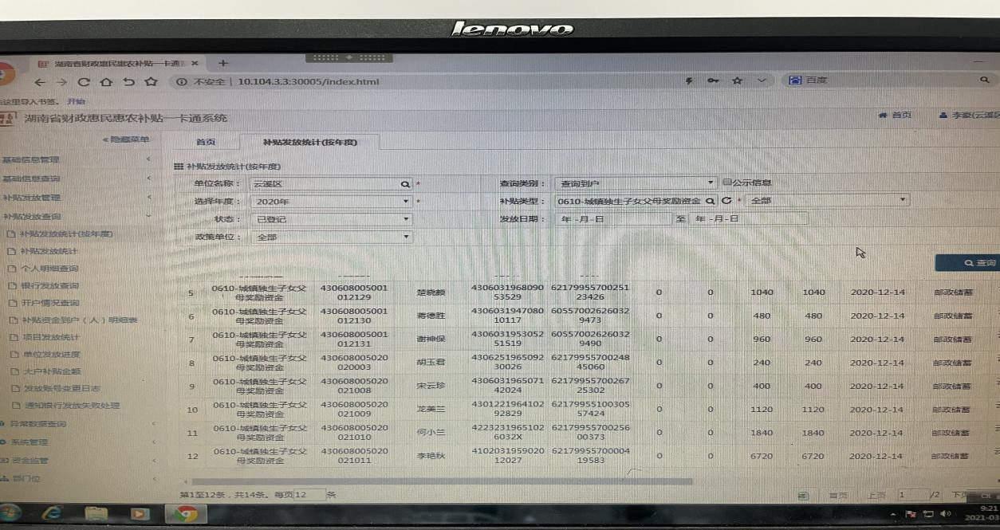 lenovo
湖南省财政惠民惠农补贴一卡通
不安全 10.104.3.3:30005/index.html
百度
这里导入书签。 开始
湖南省财政惠民惠农补贴一卡通系统
首页
李豪(云溪区
«隐藏菜单
首页
补贴发放统计(按年度)
基础信息管理
基础信息查询
补贴发放管理
补贴发放查询
补贴发放统计(按年度)
补贴发放统计
个人明细查询
银行发放查询
开户情况查询
补贴资金到户(人)明细表
项目发放统计
单位发放进度
大户补贴金额
发放账号变更日志
通知银行发放失败处理
异常数据查询
系统管理
资金监管
部门位
补贴发放统计(按年度)
单位名称: 云溪区 * 查询类别: 查询到户 公示信息
选择年度: 2020年 * 补贴类型: 0610-城镇独生子女父母奖励资金 * 全部
状态: 已登记 发放日期: 年-月-日 至 年-月-日
政策单位: 全部
查询
5 0610-城镇独生子女父母奖励资金 430608005001012129 楚晓颜 430603196809053529 6217995570025123426 0 0 1040 1040 2020-12-14 邮政储蓄
6 0610-城镇独生子女父母奖励资金 430608005001012130 蒋德胜 430603194708010117 605570026260329473 0 0 480 480 2020-12-14 邮政储蓄
7 0610-城镇独生子女父母奖励资金 430608005001012131 谢神保 430603195305251519 605570026260329490 0 0 960 960 2020-12-14 邮政储蓄
8 0610-城镇独生子女父母奖励资金 430608005020020003 胡玉君 430625196509230026 6217995570024845060 0 0 240 240 2020-12-14 邮政储蓄
9 0610-城镇独生子女父母奖励资金 430608005020021008 宋云珍 430603196507142024 6217995570026725302 0 0 400 400 2020-12-14 邮政储蓄
10 0610-城镇独生子女父母奖励资金 430608005020021009 龙美兰 430122196410292829 6217995510030557424 0 0 1120 1120 2020-12-14 邮政储蓄
11 0610-城镇独生子女父母奖励资金 430608005020021010 何小兰 42232319651026032X 6217995570025600373 0 0 1840 1840 2020-12-14 邮政储蓄
12 0610-城镇独生子女父母奖励资金 430608005020021011 李艳秋 410203195902012027 6217995570000419583 0 0 6720 6720 2020-12-14 邮政储蓄
第1至12条,共14条。每页12 条
首页 上页 1 /2 下页
CH
9:21
2021-03